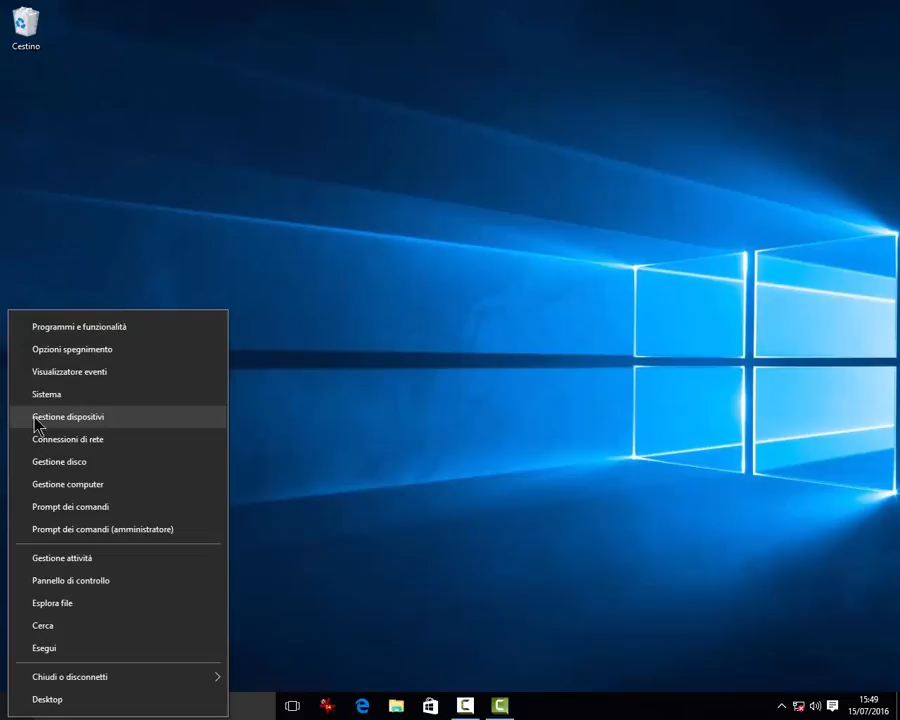 Cestino
Programmi e funzionalità
Opzioni spegnimento
Visualizzatore eventi
Sistema
Gestione dispositivi
Connessioni di rete
Gestione disco
Gestione computer
Prompt dei comandi
Prompt dei comandi (amministratore)
Gestione attività
Pannello di controllo
Esplora file
Cerca
Esegui
Chiudi o disconnetti
Desktop
15:49
15/07/2016